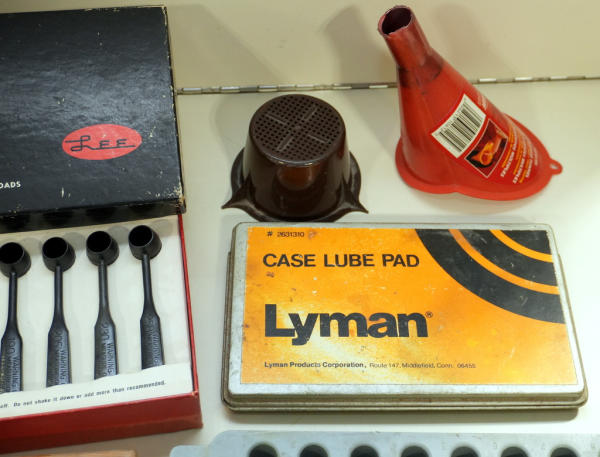 LEE
OADS
elf. Do not shake it down or add more than recommended.
# 2631310
CASE LUBE PAD
Lyman®
Lyman Products Corporation, Route 147, Middlefield, Conn. 06455